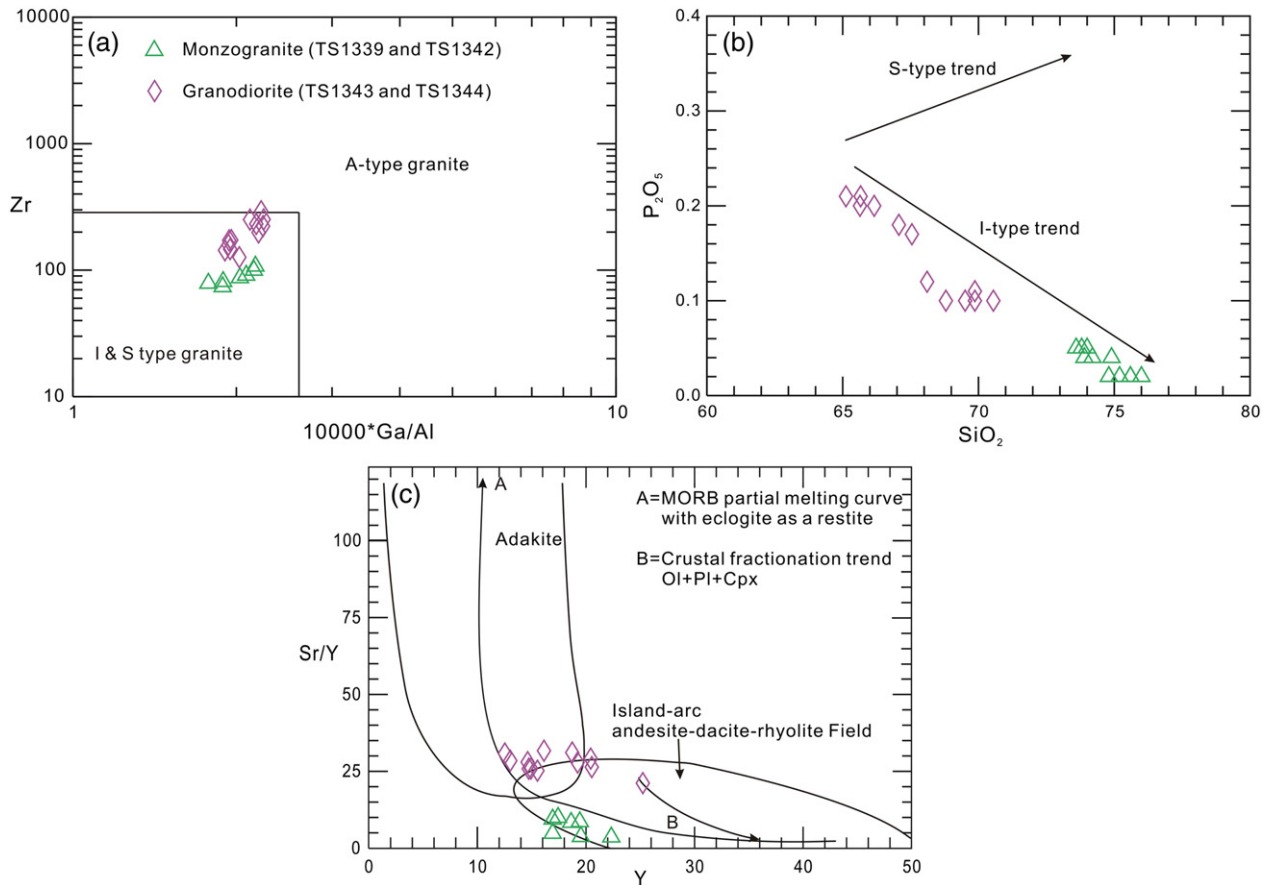 (a)
Monzogranite (TS1339 and TS1342)
Granodiorite (TS1343 and TS1344)
A-type granite
I & S type granite
Zr
10000
1000
100
10
1
10
10000*Ga/Al
(b)
S-type trend
I-type trend
P₂O₅
0.4
0.3
0.2
0.1
0.0
60
65
70
75
80
SiO₂
(c)
A
A=MORB partial melting curve
with eclogite as a restite
Adakite
B=Crustal fractionation trend
Ol+Pl+Cpx
Island-arc
andesite-dacite-rhyolite Field
B
Sr/Y
100
75
50
25
0
0
10
20
30
40
50
Y